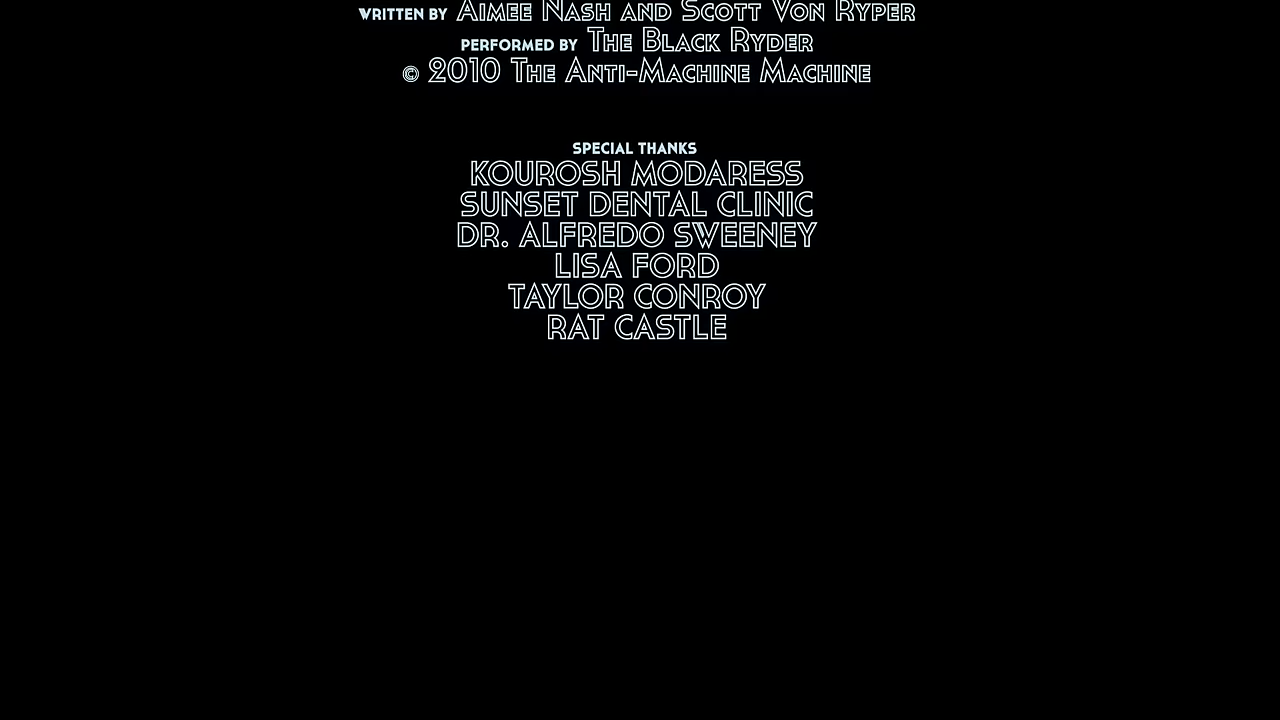 WRITTEN BY AIMEE NASH AND SCOTT VON RYPER
PERFORMED BY THE BLACK RYDER
© 2010 THE ANTI-MACHINE MACHINE
SPECIAL THANKS
KOUROSH MODARESS
SUNSET DENTAL CLINIC
DR. ALFREDO SWEENEY
LISA FORD
TAYLOR CONROY
RAT CASTLE